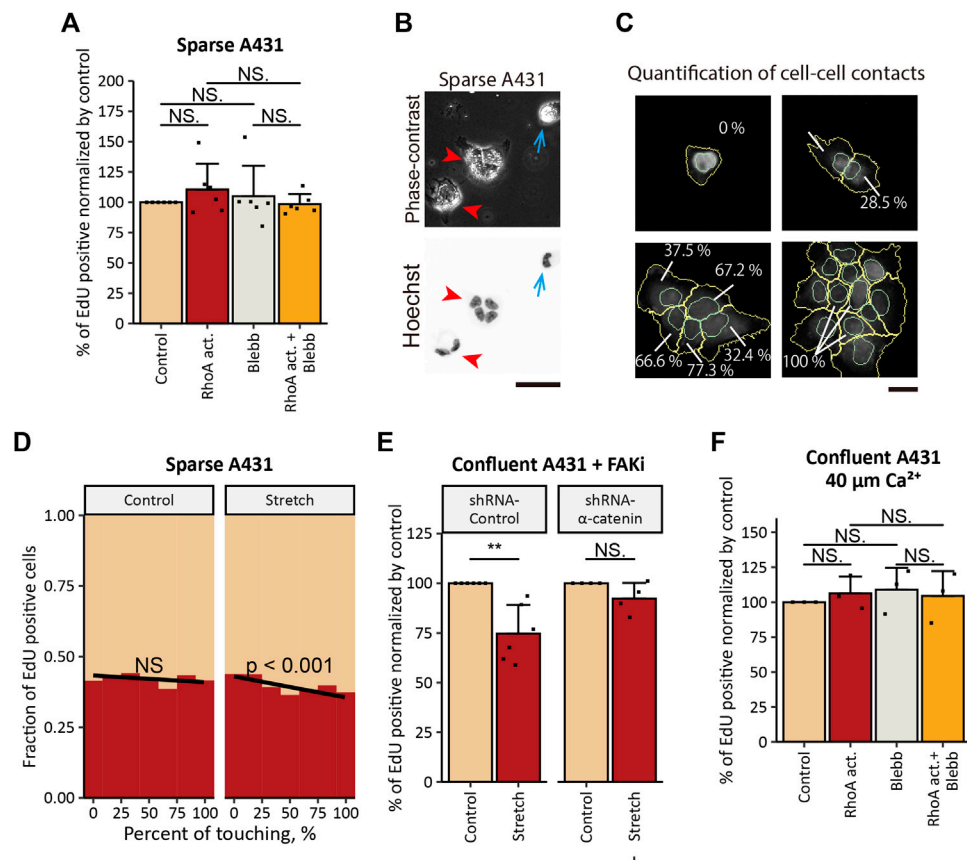 A
Sparse A431
% of EdU positive normalized by control
200
175
150
125
100
75
50
25
0
NS.
NS.
NS.
NS.
Control
RhoA act.
Blebb
RhoA act. +
Blebb
B
Sparse A431
Phase-contrast
Hoechst
C
Quantification of cell-cell contacts
0 %
28.5 %
37.5 %
67.2 %
66.6 %
77.3 %
32.4 %
100 %
D
Sparse A431
Control
Stretch
Fraction of EdU positive cells
1.00
0.75
0.50
0.25
0.00
NS
p < 0.001
0 25 50 75 100
0 25 50 75 100
Percent of touching, %
E
Confluent A431 + FAKi
shRNA-
Control
shRNA-
α-catenin
% of EdU positive normalized by control
125
100
75
50
25
0
**
NS.
Control
Stretch
Control
Stretch
F
Confluent A431
40 µm Ca²⁺
% of EdU positive normalized by control
150
125
100
75
50
25
0
NS.
NS.
NS.
NS.
Control
RhoA act.
Blebb
RhoA act.+
Blebb